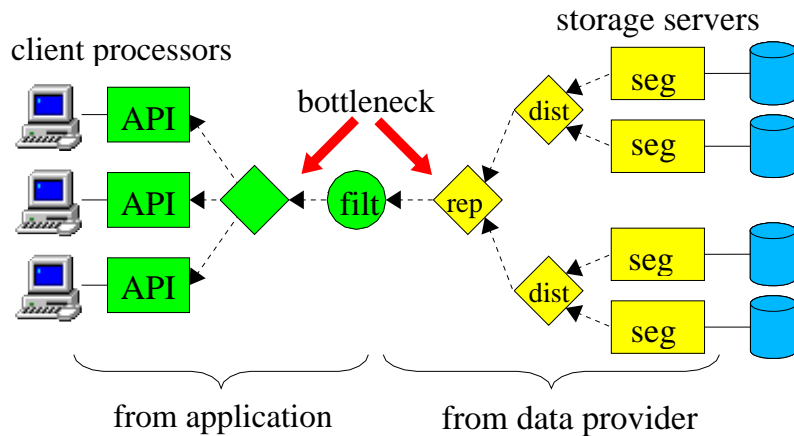 storage servers
client processors
bottleneck
API
API
API
filt
rep
dist
dist
seg
seg
seg
seg
from application
from data provider